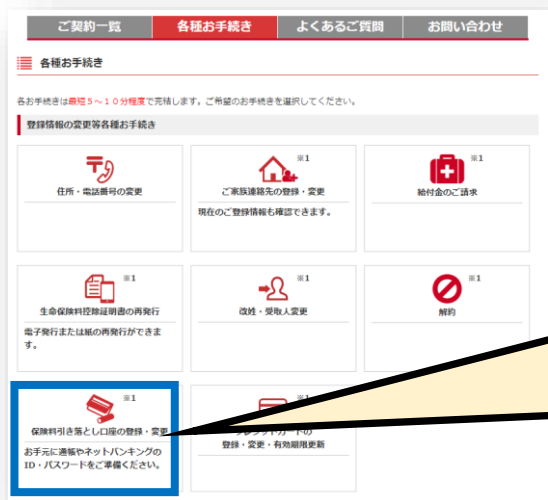 ご契約一覧 各種お手続き よくあるご質問 お問い合わせ
各種お手続き
各お手続きは最短5~10分程度で完結します。ご希望のお手続きを選択してください。
登録情報の変更等各種お手続き
住所・電話番号の変更
※1
ご家族連絡先の登録・変更
現在のご登録情報も確認できます。
※1
給付金のご請求
※1
生命保険料控除証明書の再発行
電子発行または紙の再発行ができま
す。
※1
改姓・受取人変更
※1
解約
※1
保険料引き落とし口座の登録・変更
お手元に通帳やネットバンキングの
ID・パスワードをご準備ください。
登録・変更・有効期限更新